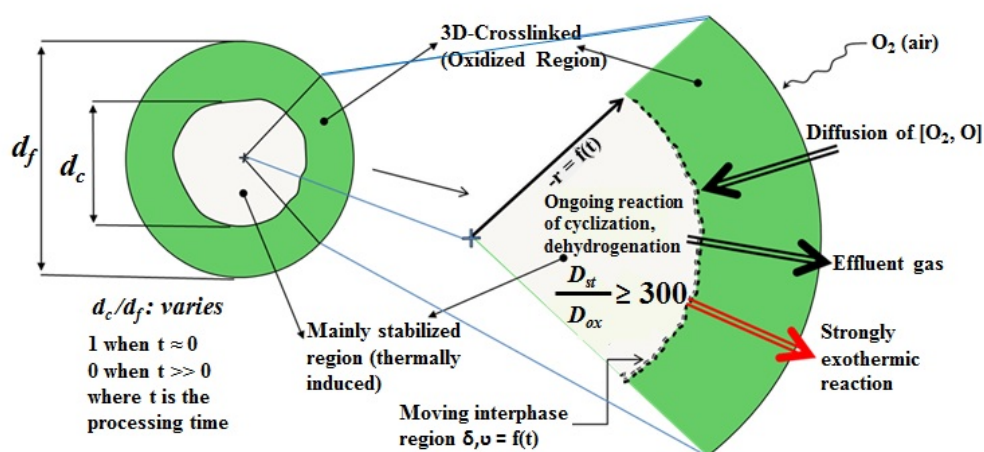 3D-Crosslinked
(Oxidized Region)
O₂ (air)
Diffusion of [O₂, O]
d_f
d_c
-r = f(t)
Ongoing reaction
of cyclization,
dehydrogenation
D_st
D_ox
≥ 300
Effluent gas
d_c/d_f: varies
1 when t ≈ 0
0 when t >> 0
where t is the
processing time
Mainly stabilized
region (thermally
induced)
Strongly
exothermic
reaction
Moving interphase
region δ,υ = f(t)